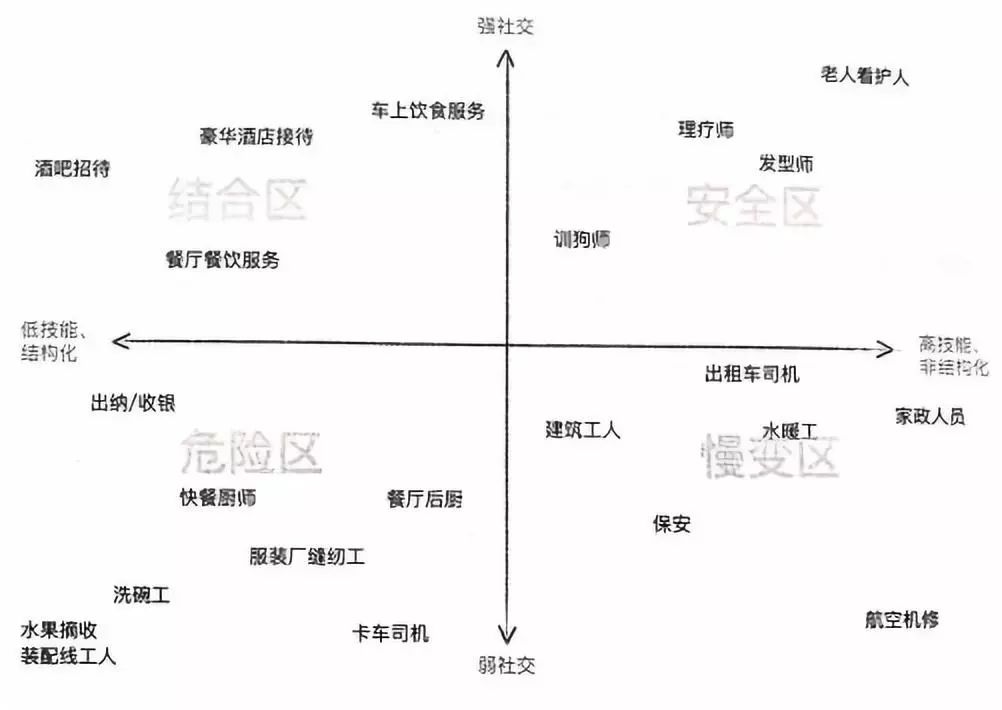 强社交
老人看护人
车上饮食服务
理疗师
豪华酒店接待
发型师
酒吧招待
结合区
安全区
训狗师
餐厅餐饮服务
低技能、
结构化
高技能、
非结构化
出租车司机
出纳/收银
家政人员
建筑工人
水暖工
危险区
慢变区
快餐厨师
餐厅后厨
保安
服装厂缝纫工
洗碗工
航空机修
水果摘收
装配线工人
卡车司机
弱社交